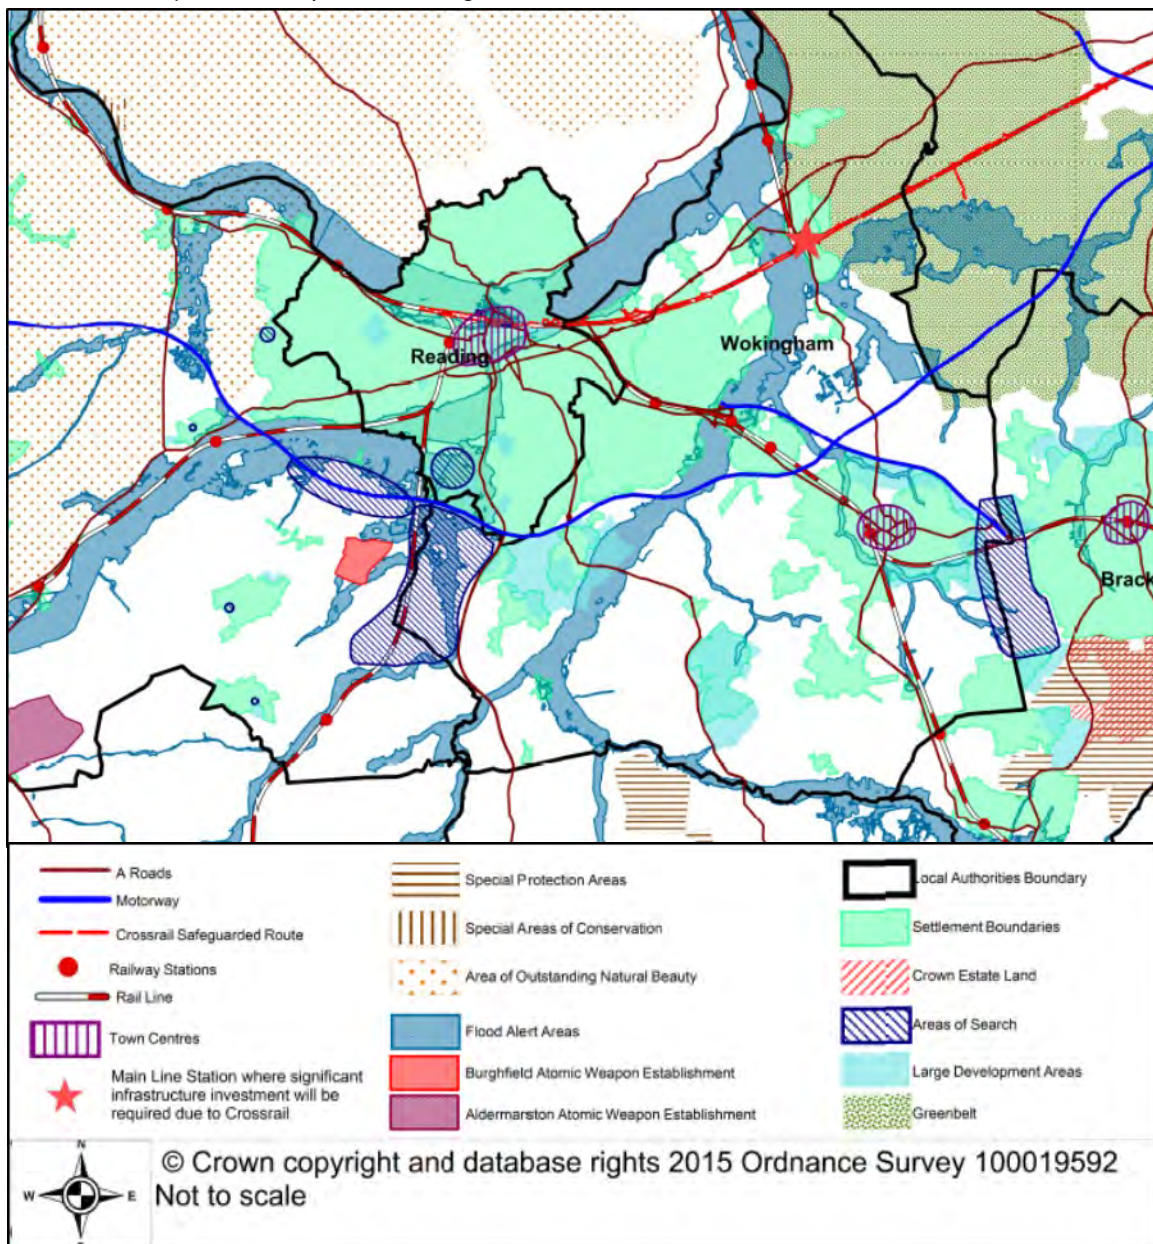 Reading
Wokingham
Brack
A Roads
Motorway
Crossrail Safeguarded Route
Railway Stations
Rail Line
Town Centres
Main Line Station where significant
infrastructure investment will be
required due to Crossrail
Special Protection Areas
Special Areas of Conservation
Area of Outstanding Natural Beauty
Flood Alert Areas
Burghfield Atomic Weapon Establishment
Aldermarston Atomic Weapon Establishment
Local Authorities Boundary
Settlement Boundaries
Crown Estate Land
Areas of Search
Large Development Areas
Greenbelt
N
W
E
S
© Crown copyright and database rights 2015 Ordnance Survey 100019592
Not to scale